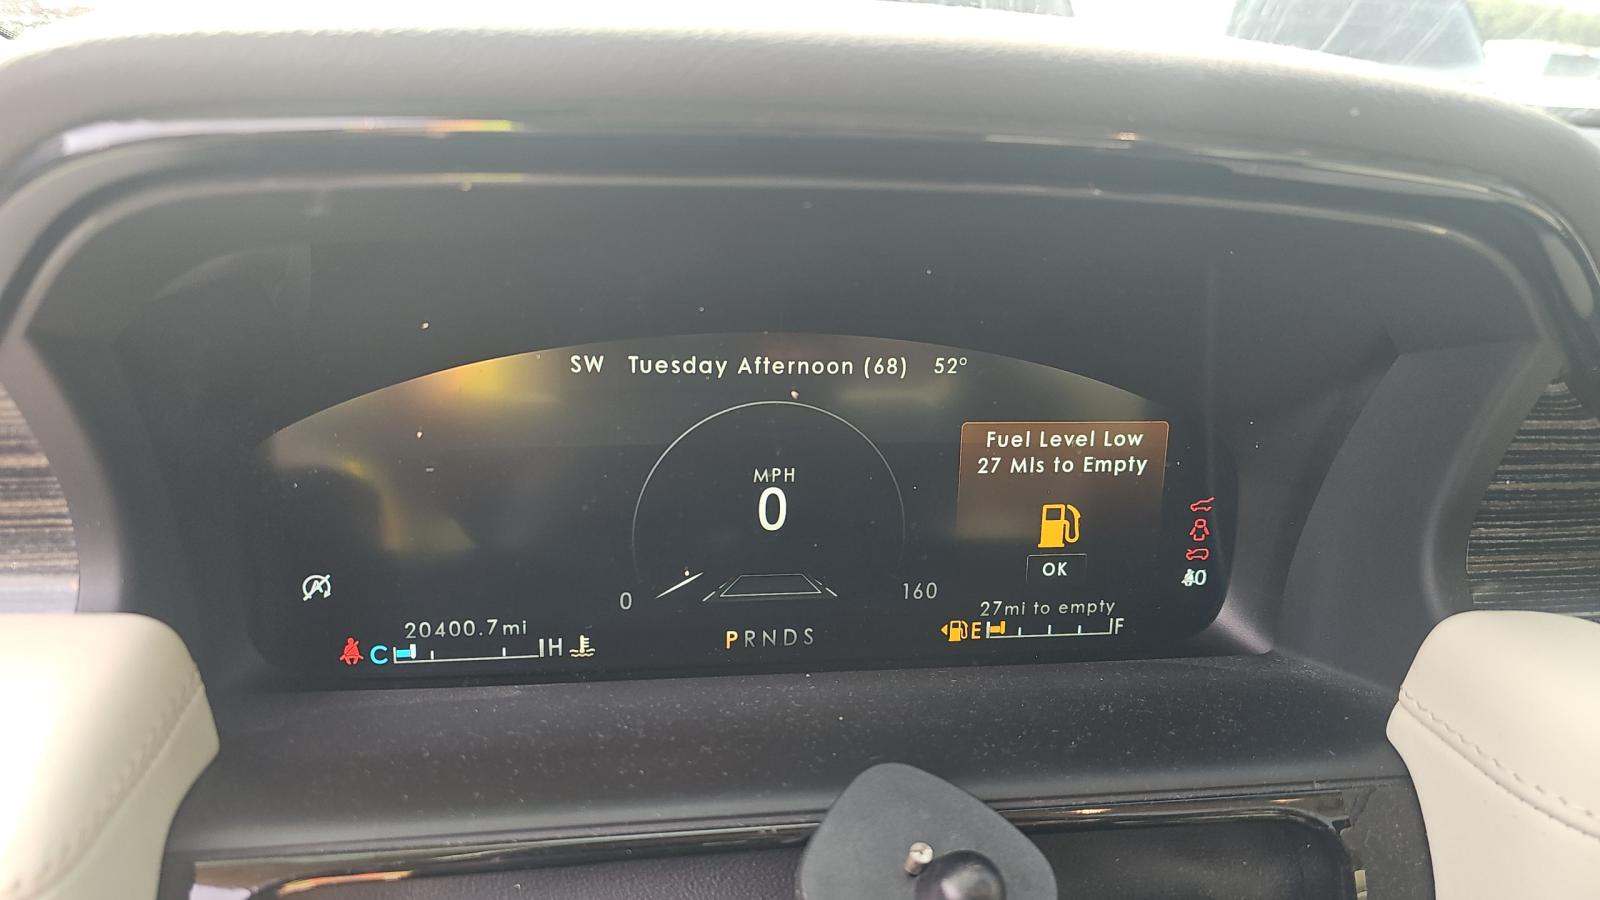 SW Tuesday Afternoon (68) 52°
Fuel Level Low
27 Mls to Empty
MPH
0
OK
0 160
27mi to empty
20400.7mi
E F
C H
PRNDS